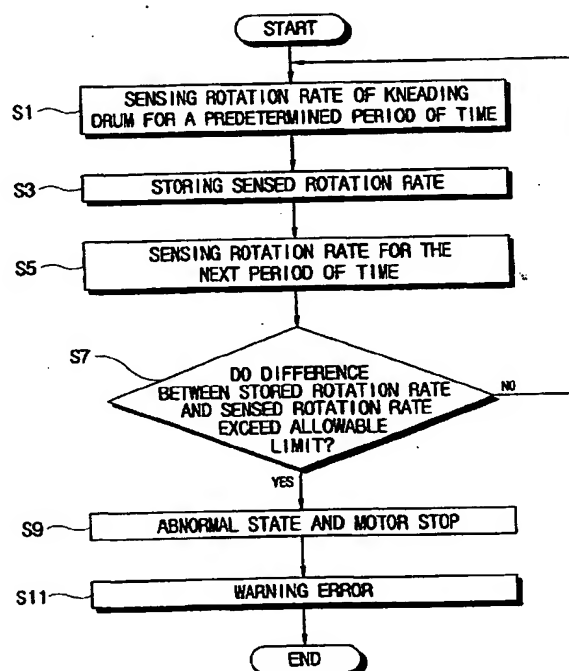 START
S1
SENSING ROTATION RATE OF KNEADING
DRUM FOR A PREDETERMINED PERIOD OF TIME
S3
STORING SENSED ROTATION RATE
S5
SENSING ROTATION RATE FOR THE
NEXT PERIOD OF TIME
S7
DO DIFFERENCE
BETWEEN STORED ROTATION RATE
AND SENSED ROTATION RATE
EXCEED ALLOWABLE
LIMIT?
NO
YES
S9
ABNORMAL STATE AND MOTOR STOP
S11
WARNING ERROR
END